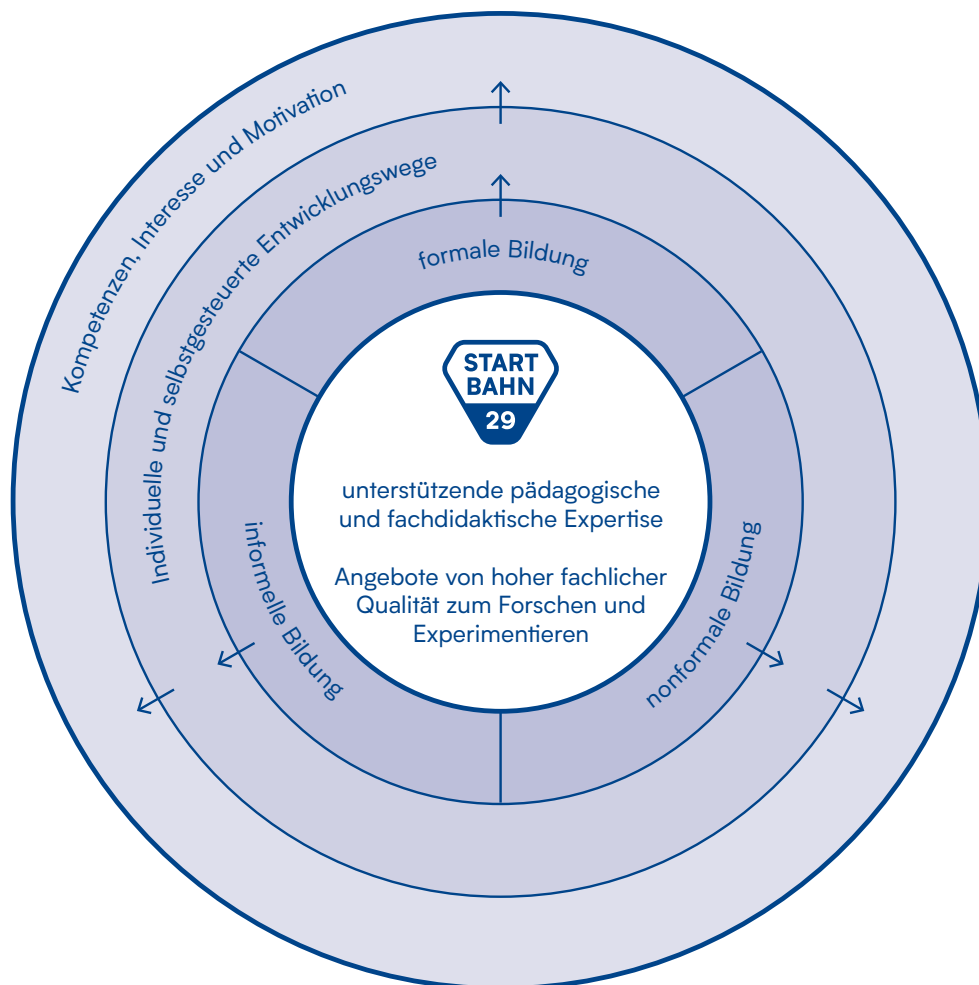 Kompetenzen, Interesse und Motivation
Individuelle und selbstgesteuerte Entwicklungswege
formale Bildung
START
BAHN
29
unterstützende pädagogische
und fachdidaktische Expertise
Angebote von hoher fachlicher
Qualität zum Forschen und
Experimentieren
informelle Bildung
nonformale Bildung